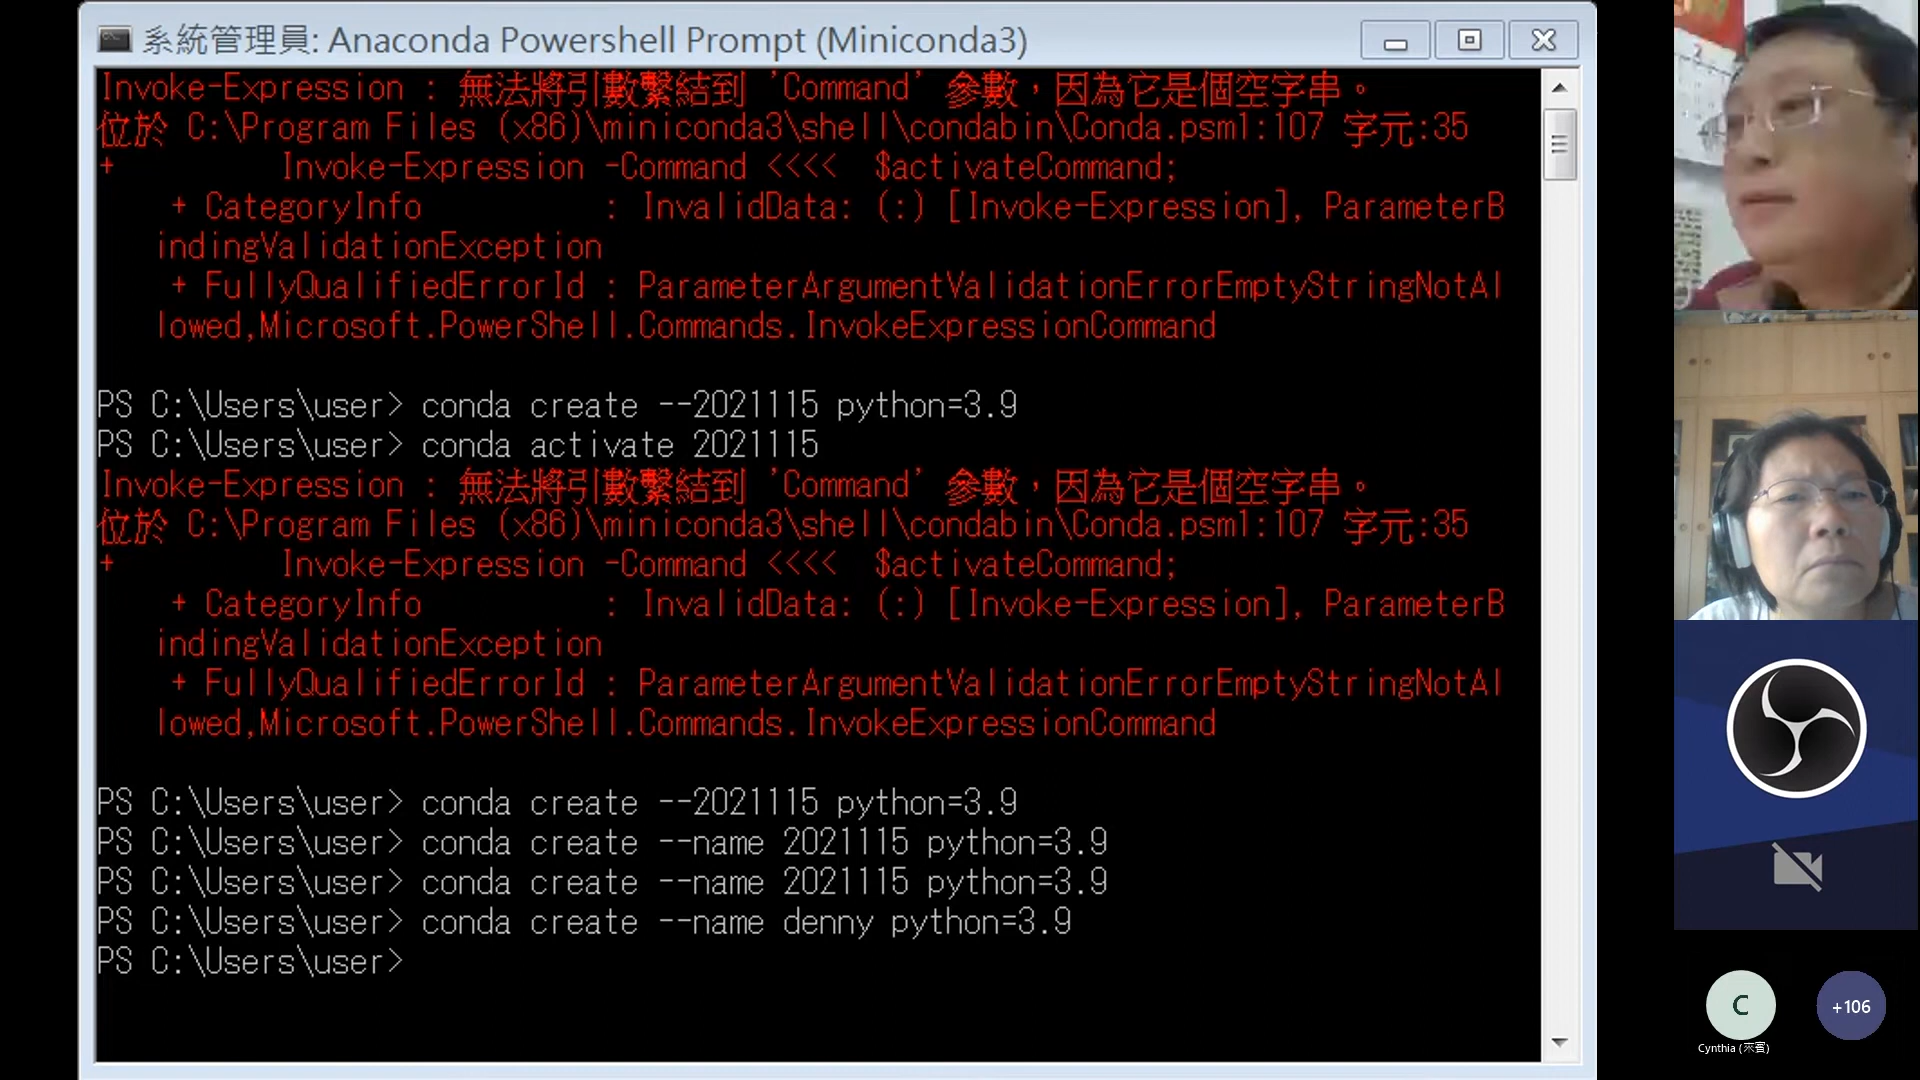 系統管理員: Anaconda Powershell Prompt (Miniconda3)
Invoke-Expression : 無法將引數繫結到 'Command' 參數，因為它是個空字串。
位於 C:\Program Files (x86)\miniconda3\shell\condabin\Conda.psm1:107 字元:35
+         Invoke-Expression -Command <<<<  $activateCommand;
    + CategoryInfo          : InvalidData: (:) [Invoke-Expression], ParameterB
   indingValidationException
    + FullyQualifiedErrorId : ParameterArgumentValidationErrorEmptyStringNotAl
   lowed,Microsoft.PowerShell.Commands.InvokeExpressionCommand
PS C:\Users\user> conda create --2021115 python=3.9
PS C:\Users\user> conda activate 2021115
Invoke-Expression : 無法將引數繫結到 'Command' 參數，因為它是個空字串。
位於 C:\Program Files (x86)\miniconda3\shell\condabin\Conda.psm1:107 字元:35
+         Invoke-Expression -Command <<<<  $activateCommand;
    + CategoryInfo          : InvalidData: (:) [Invoke-Expression], ParameterB
   indingValidationException
    + FullyQualifiedErrorId : ParameterArgumentValidationErrorEmptyStringNotAl
   lowed,Microsoft.PowerShell.Commands.InvokeExpressionCommand
PS C:\Users\user> conda create --2021115 python=3.9
PS C:\Users\user> conda create --name 2021115 python=3.9
PS C:\Users\user> conda create --name 2021115 python=3.9
PS C:\Users\user> conda create --name denny python=3.9
PS C:\Users\user>
C
+106
Cynthia (來賓)